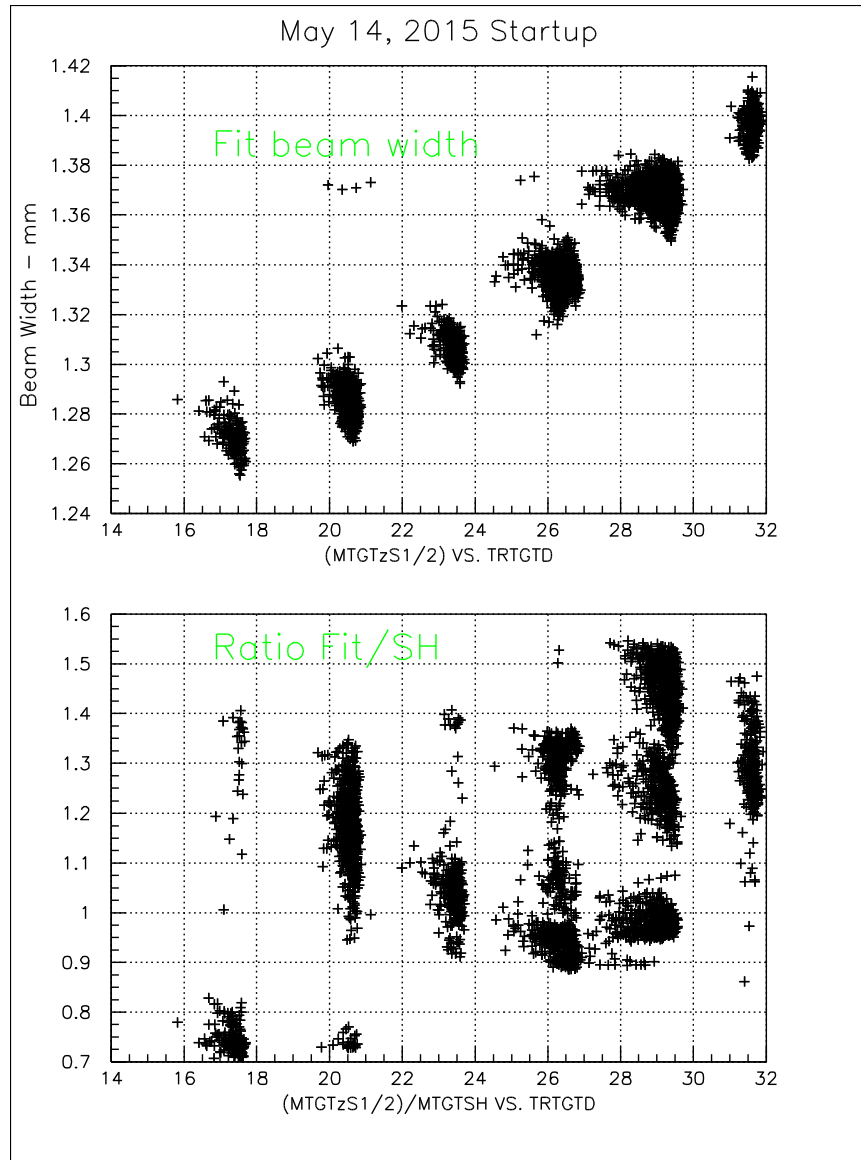 May 14, 2015 Startup
1.42
1.4
1.38
1.36
1.34
1.32
1.3
1.28
1.26
1.24
Beam Width - mm
Fit beam width
14 16 18 20 22 24 26 28 30 32
(MTGTzS1/2) VS. TRTGTD
1.6
1.5
1.4
1.3
1.2
1.1
1
0.9
0.8
0.7
Ratio Fit/SH
14 16 18 20 22 24 26 28 30 32
(MTGTzS1/2)/MTGTSH VS. TRTGTD